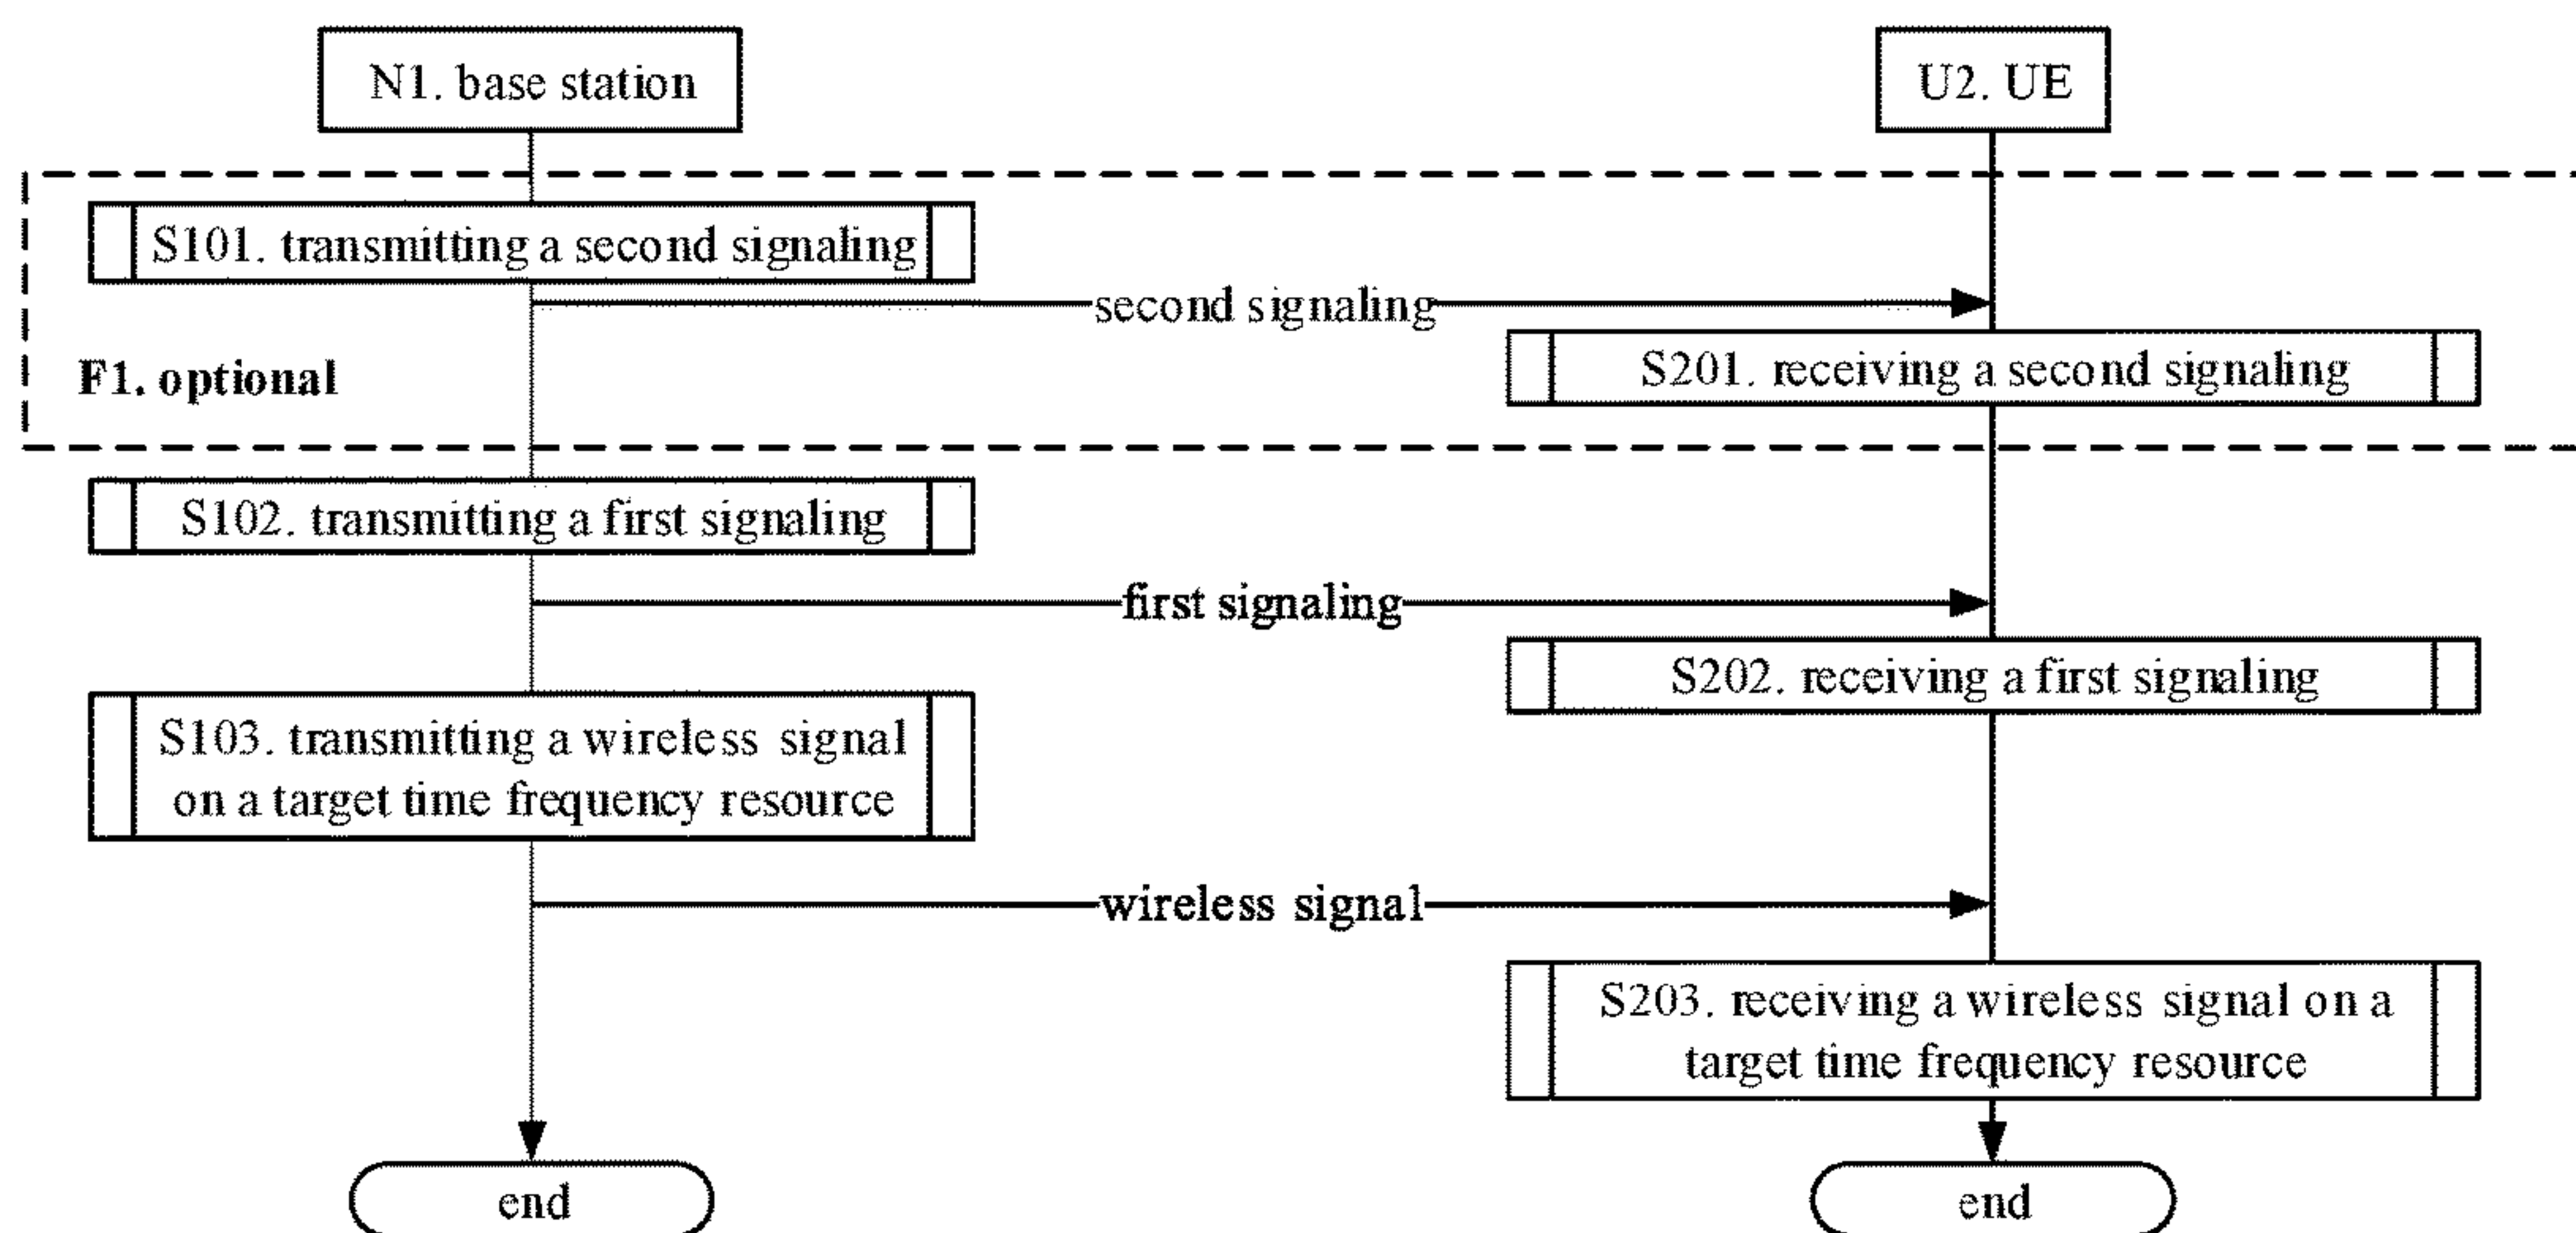 N1. base station
U2. UE
S101. transmitting a second signaling
second signaling
F1. optional
S201. receiving a second signaling
S102. transmitting a first signaling
first signaling
S202. receiving a first signaling
S103. transmitting a wireless signal
on a target time frequency resource
wireless signal
S203. receiving a wireless signal on a
target time frequency resource
end
end